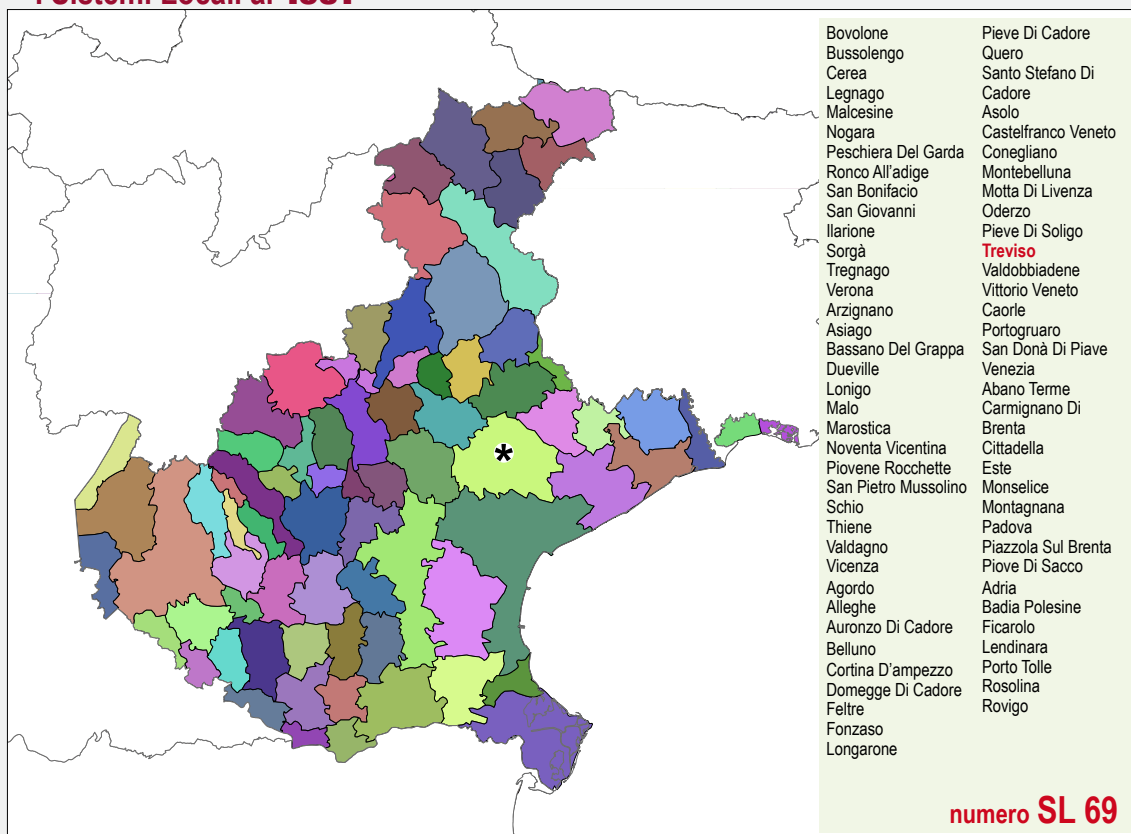 i Sistemi Locali al
Bovolone
Bussolengo
Cerea
Legnago
Malcesine
Nogara
Peschiera Del Garda
Ronco All'adige
San Bonifacio
San Giovanni
Ilarione
Sorgà
Tregnago
Verona
Arzignano
Asiago
Bassano Del Grappa
Dueville
Lonigo
Malo
Marostica
Noventa Vicentina
Piovene Rocchette
San Pietro Mussolino
Schio
Thiene
Valdagno
Vicenza
Agordo
Alleghe
Auronzo Di Cadore
Belluno
Cortina D'ampezzo
Domegge Di Cadore
Feltre
Fonzaso
Longarone
Pieve Di Cadore
Quero
Santo Stefano Di
Cadore
Asolo
Castelfranco Veneto
Conegliano
Montebelluna
Motta Di Livenza
Oderzo
Pieve Di Soligo
Treviso
Valdobbiadene
Vittorio Veneto
Caorle
Portogruaro
San Donà Di Piave
Venezia
Abano Terme
Carmignano Di
Brenta
Cittadella
Este
Monselice
Montagnana
Padova
Piazzola Sul Brenta
Piove Di Sacco
Adria
Badia Polesine
Ficarolo
Lendinara
Porto Tolle
Rosolina
Rovigo
*
numero SL 69